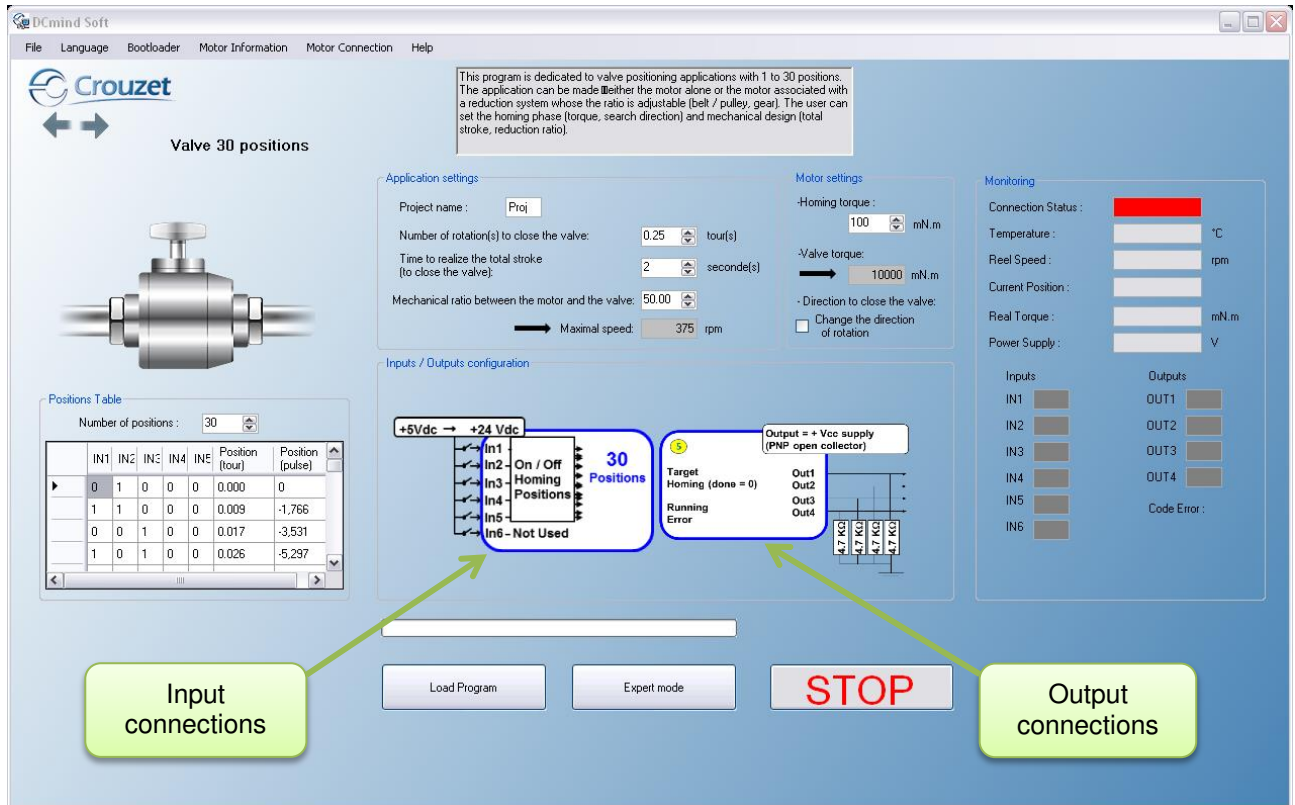 DCmind Soft
File Language Bootloader Motor Information Motor Connection Help
Crouzet
Valve 30 positions
This program is dedicated to valve positioning applications with 1 to 30 positions.
The application can be made either the motor alone or the motor associated with
a reduction system whose the ratio is adjustable (belt / pulley, gear). The user can
set the homing phase (torque, search direction) and mechanical design (total
stroke, reduction ratio).
Application settings
Project name : Proj
Number of rotation(s) to close the valve: 0.25 tour(s)
Time to realize the total stroke
(to close the valve): 2 seconde(s)
Mechanical ratio between the motor and the valve: 50.00
Maximal speed: 375 rpm
Motor settings
-Homing torque :
100 mN.m
-Valve torque:
10000 mN.m
- Direction to close the valve:
Change the direction
of rotation
Monitoring
Connection Status :
Temperature : °C
Reel Speed : rpm
Current Position :
Real Torque : mN.m
Power Supply : V
Inputs Outputs
IN1 OUT1
IN2 OUT2
IN3 OUT3
IN4 OUT4
IN5
IN6
Code Error :
Positions Table
Number of positions : 30
IN1 IN2 IN3 IN4 IN5 Position (tour) Position (pulse)
0 1 0 0 0 0.000 0
1 1 0 0 0 0.009 -1,766
0 0 1 0 0 0.017 -3,531
1 0 1 0 0 0.026 -5,297
Inputs / Outputs configuration
+5Vdc → +24 Vdc
In1
In2
In3
In4
In5
In6 - Not Used
On / Off
Homing
Positions
30
Positions
5
Output = + Vcc supply
(PNP open collector)
Target Out1
Homing (done = 0) Out2
Running Out3
Error Out4
4.7 KΩ
4.7 KΩ
4.7 KΩ
4.7 KΩ
Load Program
Expert mode
STOP
Input
connections
Output
connections